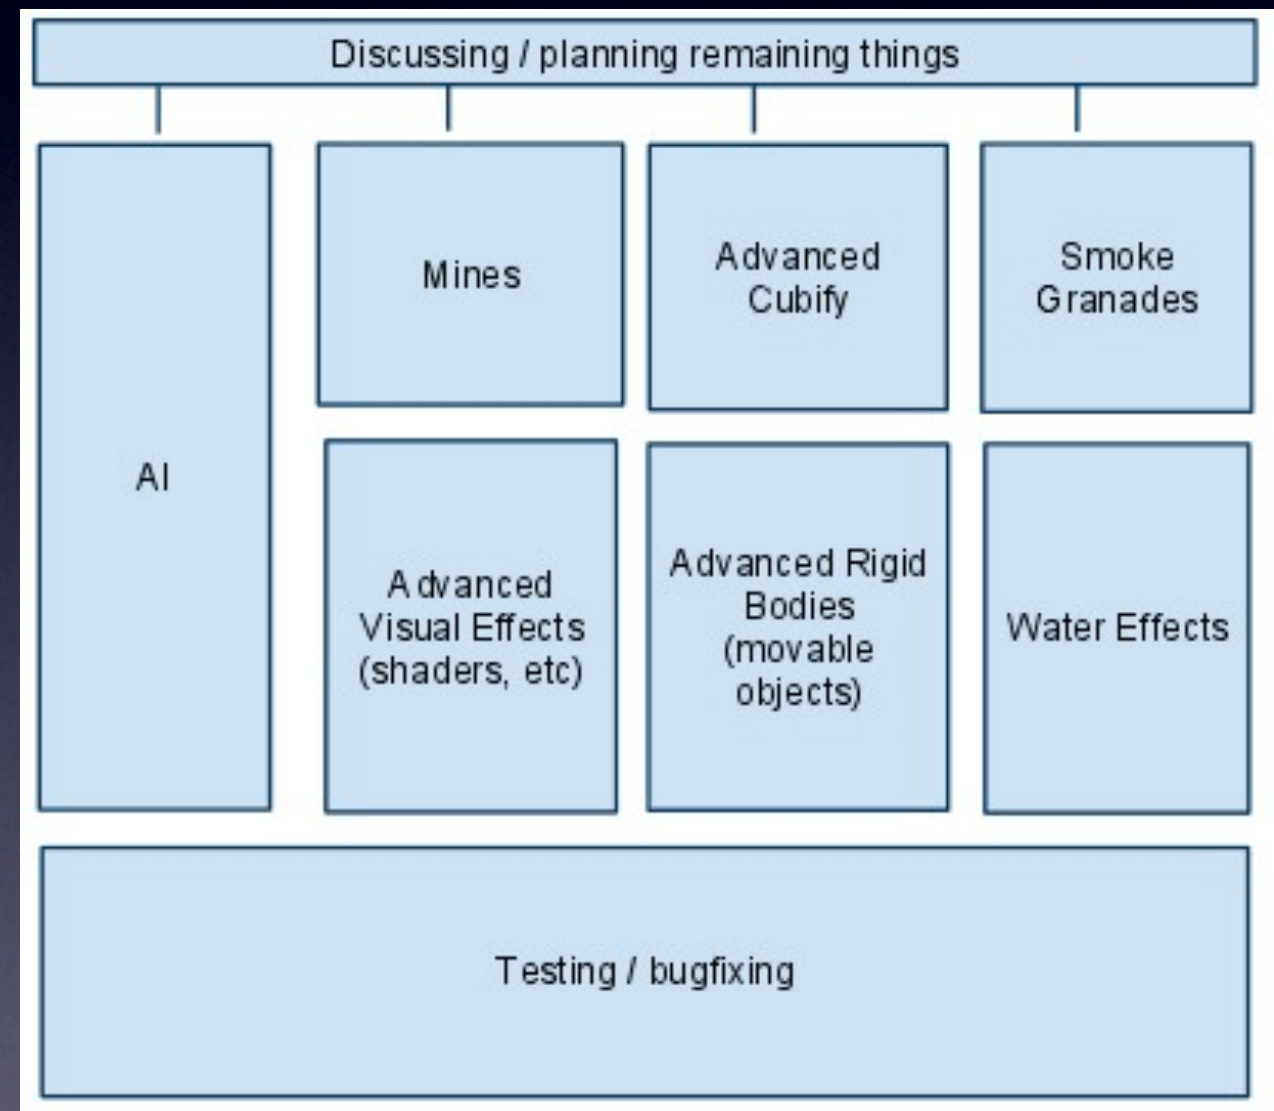 Discussing / planning remaining things
AI
Mines
Advanced
Cubify
Smoke
Granades
Advanced
Visual Effects
(shaders, etc)
Advanced Rigid
Bodies
(movable
objects)
Water Effects
Testing / bugfixing